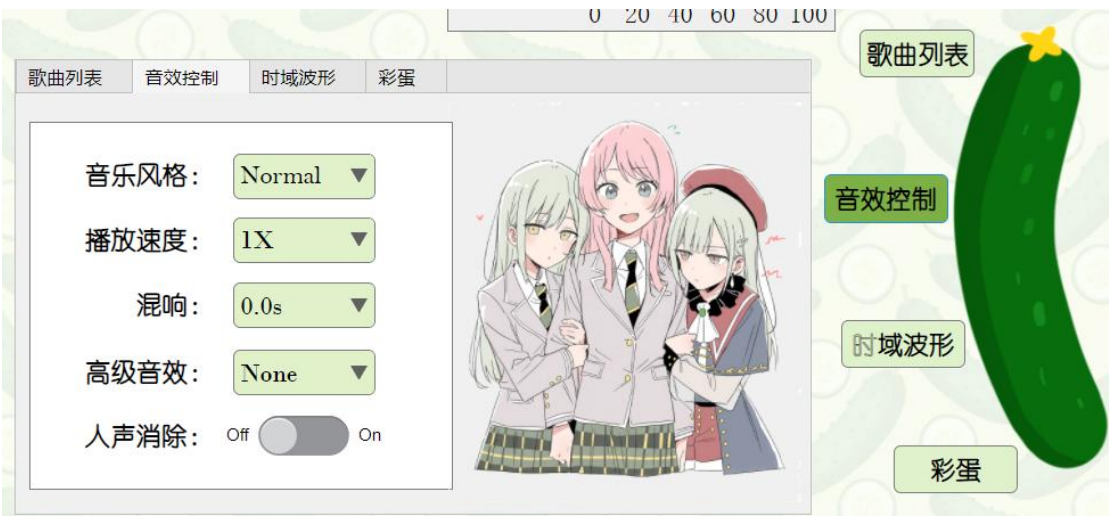 0 20 40 60 80 100
歌曲列表 音效控制 时域波形 彩蛋
音乐风格： Normal
播放速度： 1X
混响： 0.0s
高级音效： None
人声消除： Off On
歌曲列表
音效控制
时域波形
彩蛋